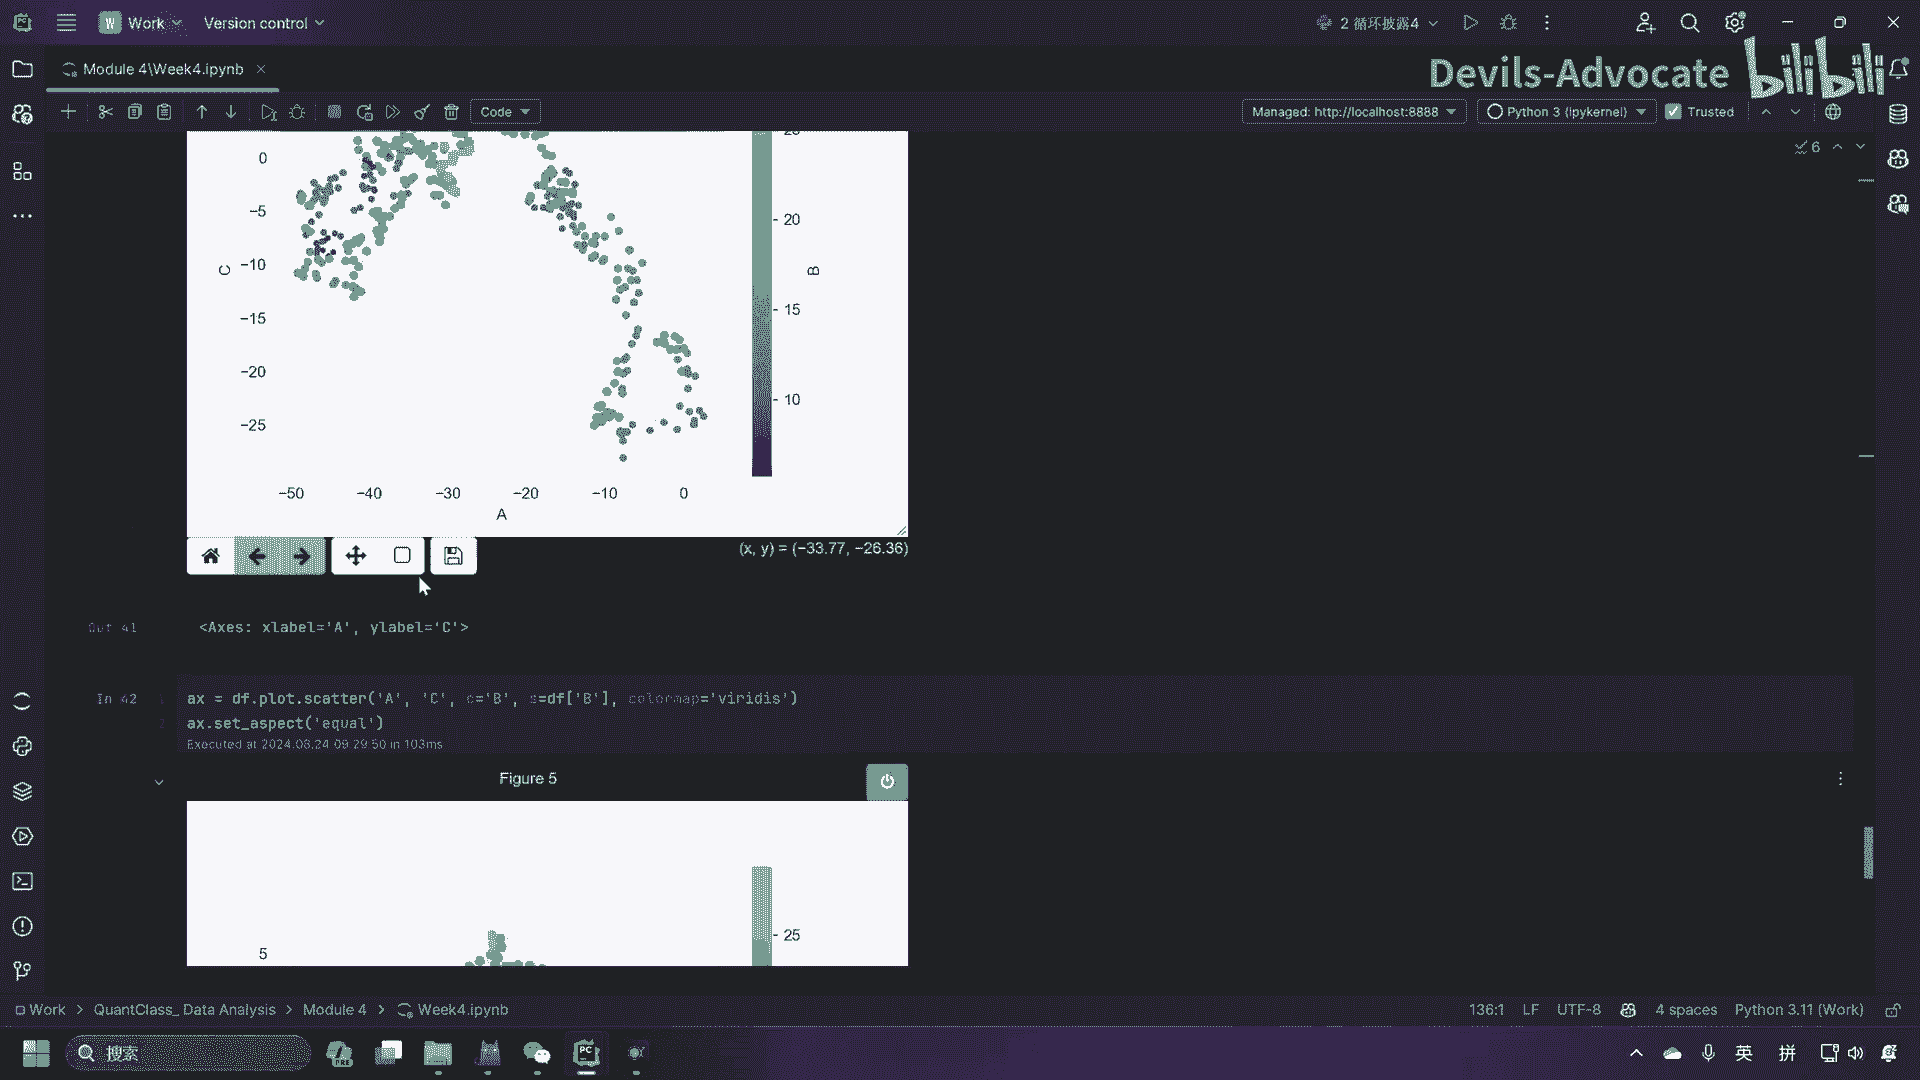 Work
Version control
2 循环披露4
Module 4\Week4.ipynb
Devils-Advocate
bilibili
Code
Managed: http://localhost:8888
Python 3 (ipykernel)
Trusted
6
0
−5
C
−10
−15
−20
−25
−50
−40
−30
−20
−10
0
A
20
15
10
B
(x, y) = (−33.77, −26.36)
Out 41
<Axes: xlabel='A', ylabel='C'>
In 42
1
ax = df.plot.scatter('A', 'C', c='B', s=df['B'], colormap='viridis')
2
ax.set_aspect('equal')
Executed at 2024.08.24 09:29:50 in 103ms
Figure 5
5
25
Work > QuantClass_ Data Analysis > Module 4 > Week4.ipynb
136:1 LF UTF-8 4 spaces Python 3.11 (Work)
搜索
PRE
英
拼